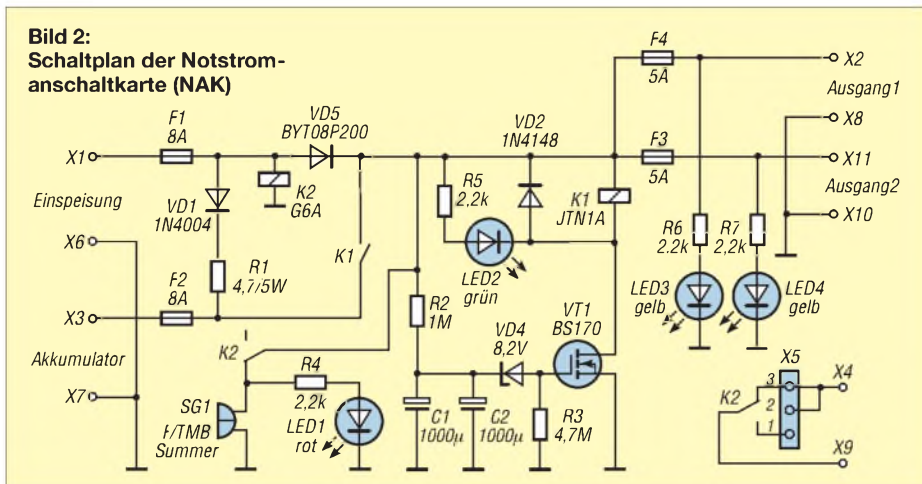 Bild 2:
Schaltplan der Notstrom-
anschaltkarte (NAK)
F4
5A
X2
Ausgang1
X8
F1
8A
VD5
BYT08P200
VD2
1N4148
F3
5A
X1
X11
Einspeisung
VD1
1N4004
K2
G6A
R5
2,2k
K1
JTN1A
Ausgang2
X10
X6
K1
LED2
grün
R6
2.2k
R7
2,2k
R1
4,7/5W
F2
8A
R2
1M
VD4
8,2V
VT1
BS170
LED3
gelb
LED4
gelb
X3
Akkumulator
K2
R4
2,2k
X5
X7
SG1
F/TMB
Summer
LED1
rot
C1
1000µ
C2
1000µ
R3
4,7M
K2
3
2
1
X4
X9